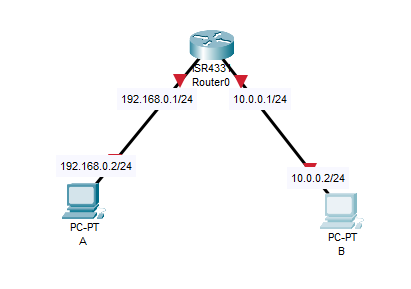 ISR4331
Router0
192.168.0.1/24
10.0.0.1/24
192.168.0.2/24
10.0.0.2/24
PC-PT
A
PC-PT
B